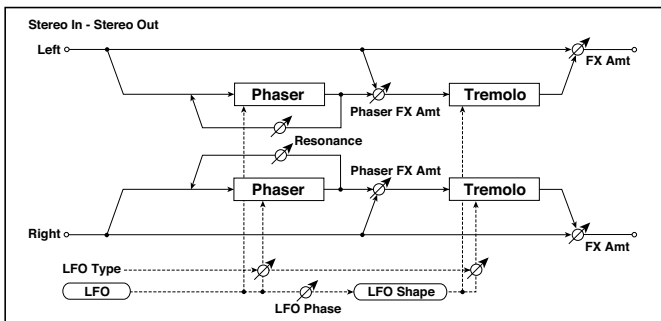 Stereo In - Stereo Out
Left
FX Amt
Phaser
Phaser FX Amt
Tremolo
Resonance
Phaser FX Amt
Phaser
Tremolo
Right
FX Amt
LFO Type
LFO
LFO Phase
LFO Shape